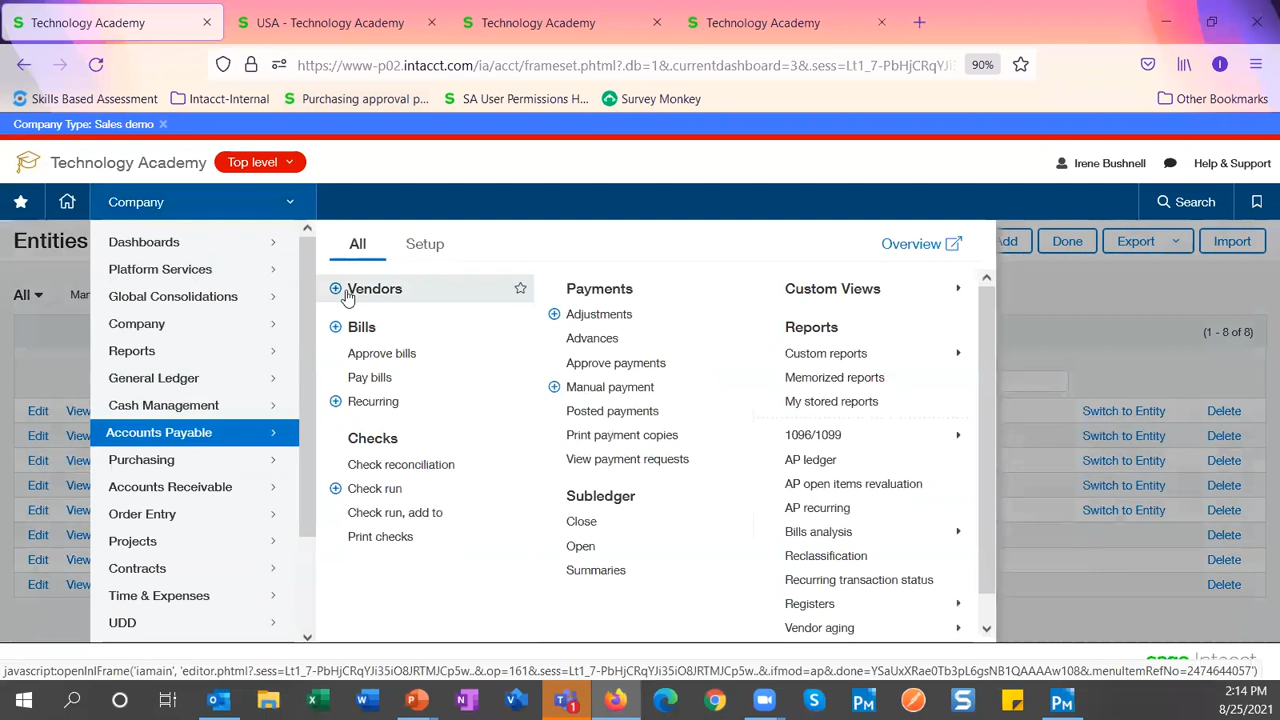 Technology Academy
USA - Technology Academy
Technology Academy
Technology Academy
https://www-p02.intacct.com/ia/acct/frameset.phtml?.db=1&.currentdashboard=3&.sess=Lt1_7-PbHjCRqYJ
90%
Skills Based Assessment
Intacct-Internal
Purchasing approval p...
SA User Permissions H...
Survey Monkey
Other Bookmarks
Company Type: Sales demo
Technology Academy
Top level
Irene Bushnell
Help & Support
Company
Search
Entities
Done
Export
Import
All
(1 - 8 of 8)
Dashboards
Platform Services
Global Consolidations
Company
Reports
General Ledger
Cash Management
Accounts Payable
Purchasing
Accounts Receivable
Order Entry
Projects
Contracts
Time & Expenses
UDD
All
Setup
Overview
Vendors
Bills
Approve bills
Pay bills
Recurring
Checks
Check reconciliation
Check run
Check run, add to
Print checks
Payments
Adjustments
Advances
Approve payments
Manual payment
Posted payments
Print payment copies
View payment requests
Subledger
Close
Open
Summaries
Custom Views
Reports
Custom reports
Memorized reports
My stored reports
1096/1099
AP ledger
AP open items revaluation
AP recurring
Bills analysis
Reclassification
Recurring transaction status
Registers
Vendor aging
Edit View Switch to Entity Delete
Edit View Switch to Entity Delete
Edit View Switch to Entity Delete
Edit View Switch to Entity Delete
Edit View Switch to Entity Delete
Edit View Delete
Edit View Delete
Edit View Delete
javascript:openInIFrame('iamain', 'editor.phtml?.sess=Lt1_7-PbHjCRqYJi35iO8JRTMJCp5w..&.op=161&.sess=Lt1_7-PbHjCRqYJi35iO8JRTMJCp5w..&.ifmod=ap&.done=YSaUxXRae0Tb3pL6gsNB1QAAAAw108&.menuItemRefNo=2474644057')
2:14 PM
8/25/2021